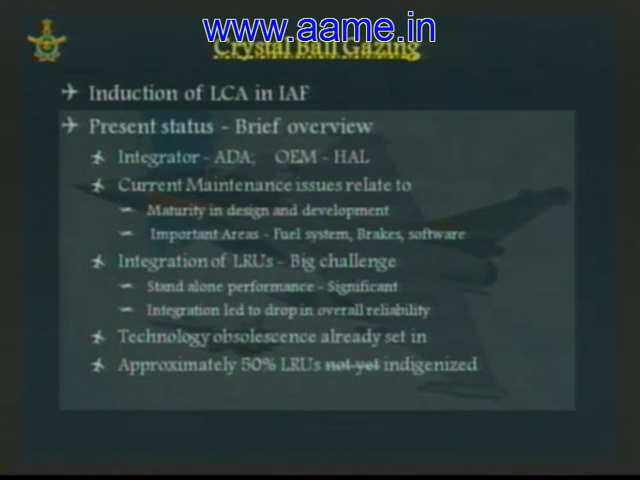 www.aame.in
Crystal Ball Gazing
Induction of LCA in IAF
Present status - Brief overview
Integrator - ADA; OEM - HAL
Current Maintenance issues relate to
Maturity in design and development
Important Areas - Fuel system, Brakes, software
Integration of LRUs - Big challenge
Stand alone performance - Significant
Integration led to drop in overall reliability
Technology obsolescence already set in
Approximately 50% LRUs not yet indigenized